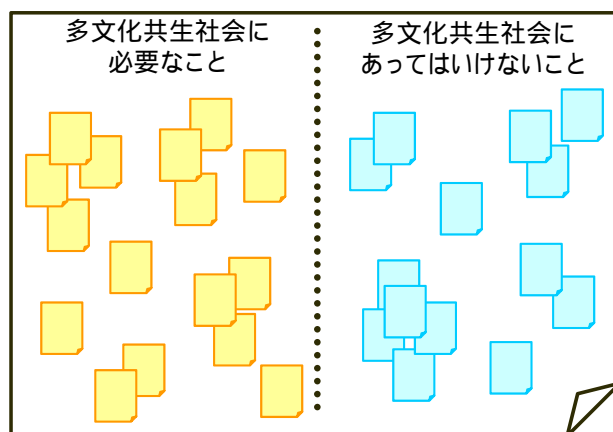 多文化共生社会に
必要なこと
多文化共生社会に
あってはいけないこと